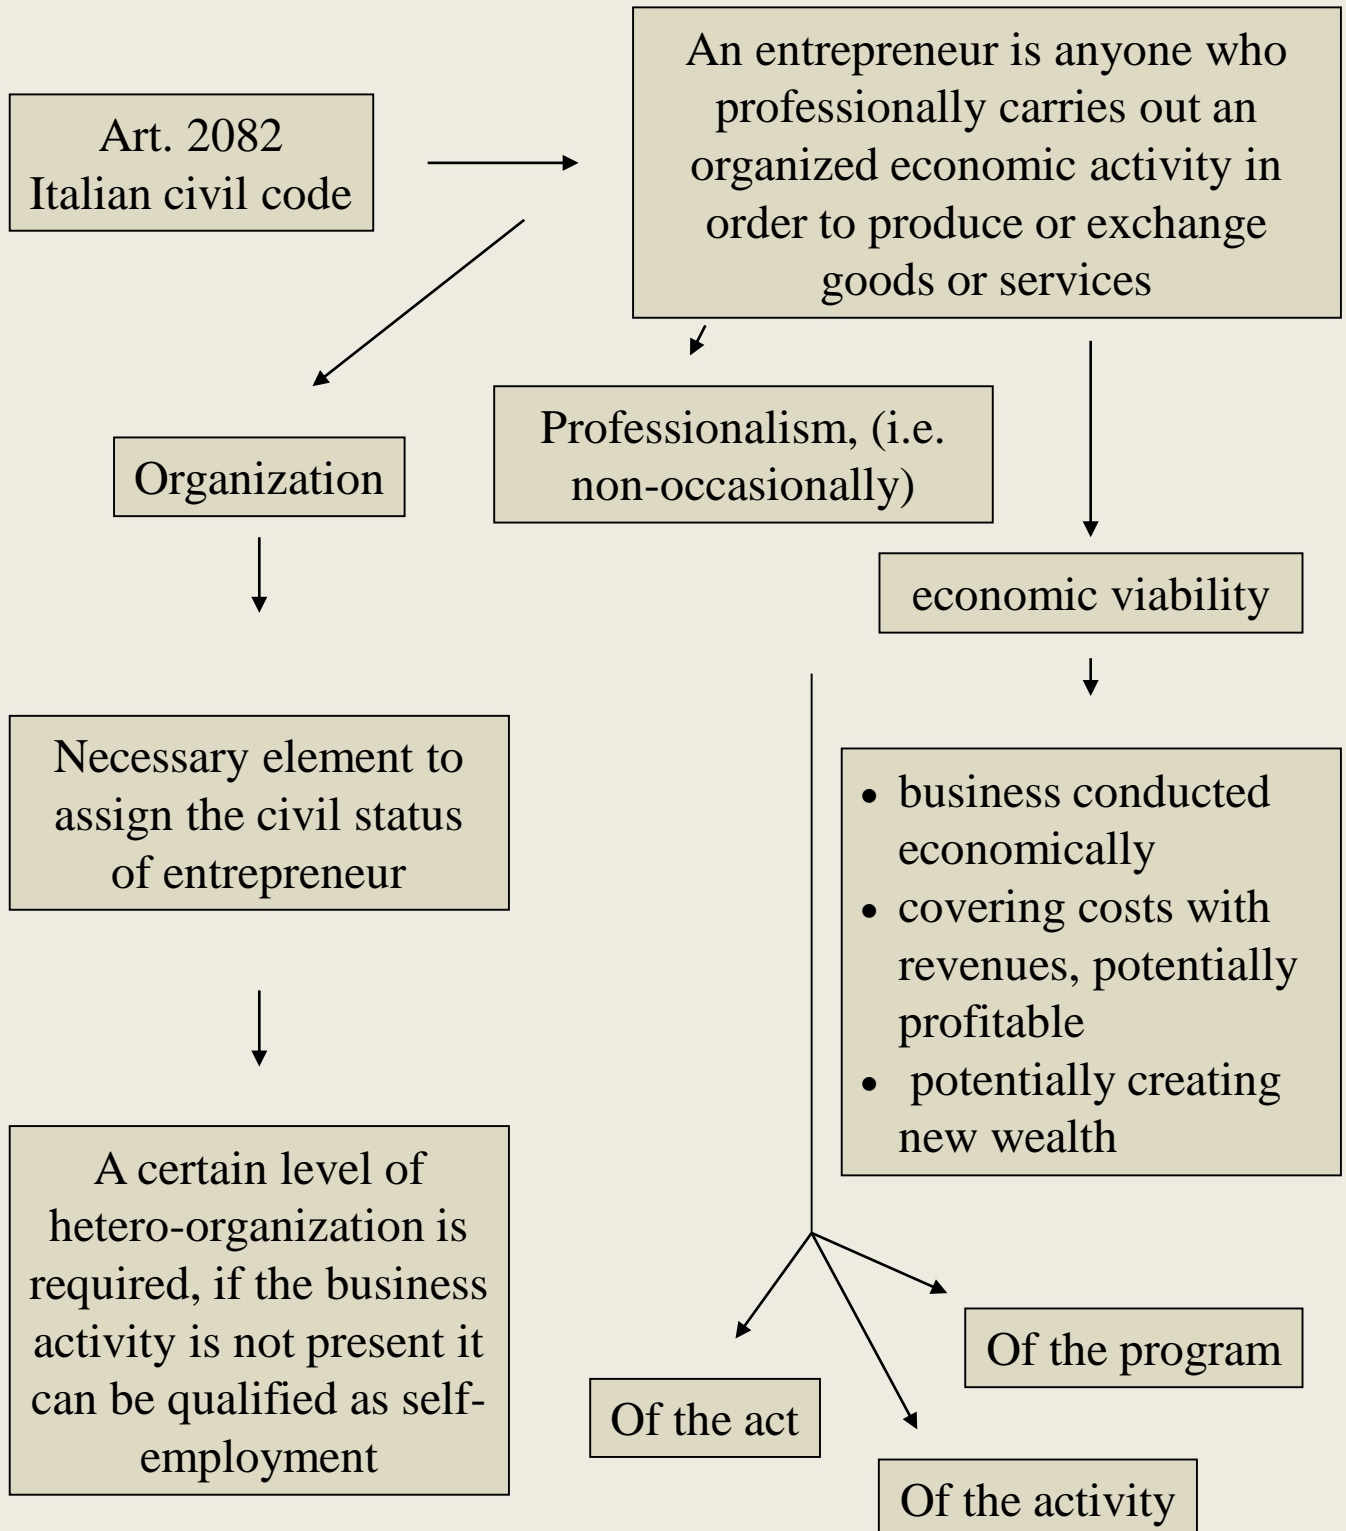 Art. 2082
Italian civil code
An entrepreneur is anyone who
professionally carries out an
organized economic activity in
order to produce or exchange
goods or services
Organization
Professionalism, (i.e.
non-occasionally)
economic viability
Necessary element to
assign the civil status
of entrepreneur
• business conducted
economically
• covering costs with
revenues, potentially
profitable
• potentially creating
new wealth
A certain level of
hetero-organization is
required, if the business
activity is not present it
can be qualified as self-
employment
Of the program
Of the act
Of the activity